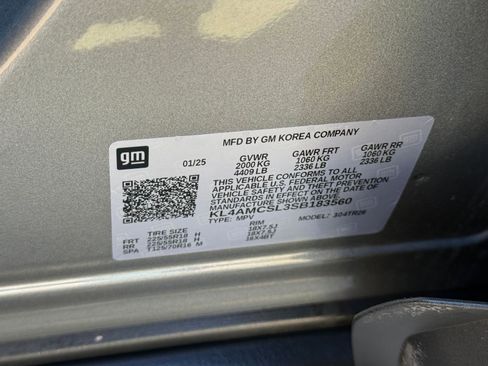 MFD BY GM KOREA COMPANY
gm
01/25
GVWR GAWR FRT GAWR RR
2000 KG 1060 KG 1060 KG
4409 LB 2336 LB 2336 LB
THIS VEHICLE CONFORMS TO ALL
APPLICABLE U.S. FEDERAL MOTOR
VEHICLE SAFETY, BUMPER, AND THEFT PREVENTION
STANDARDS IN EFFECT ON THE DATE OF
MANUFACTURE SHOWN ABOVE.
KL4AMCSL3SB183560
TYPE: MPV MODEL:
TIRE SIZE RIM
FRT 225/55R18 H 18X7.5J
RR 225/55R18 H 18X7.5J
SPA T125/70R16 M 16X4BT